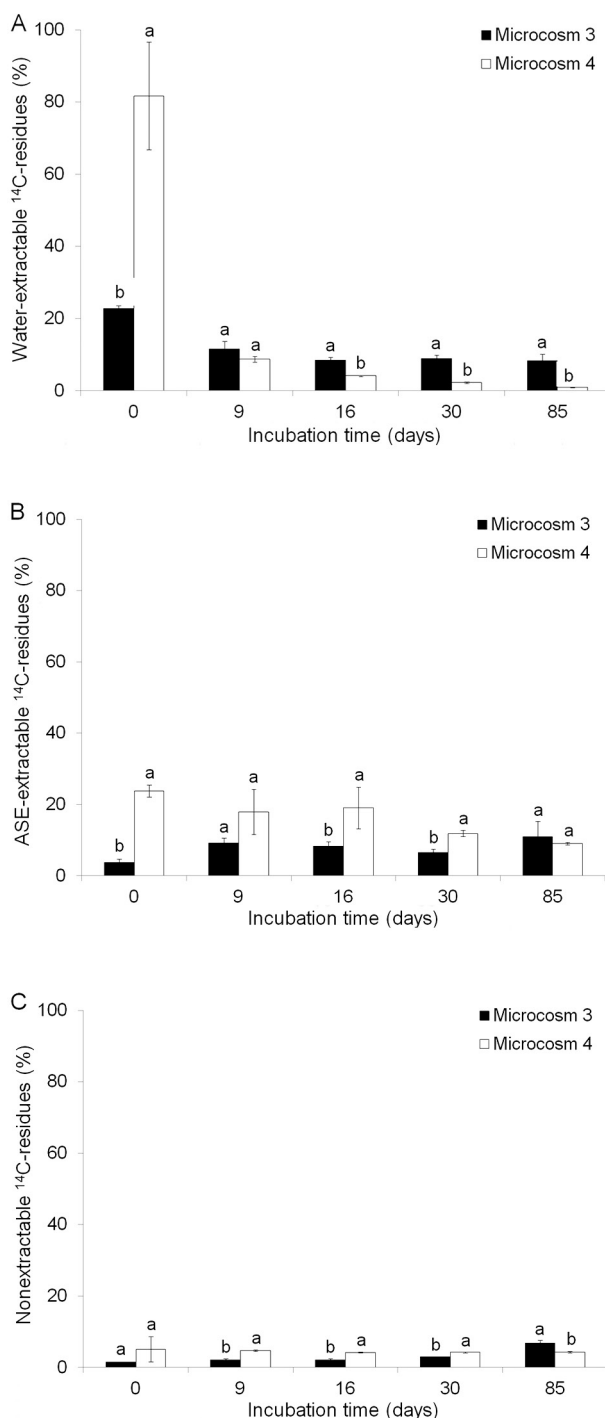 A
Water-extractable ¹⁴C-residues (%)
100
80
60
40
20
0
Microcosm 3
Microcosm 4
b a
a a
a b
a b
a b
0 9 16 30 85
Incubation time (days)
B
ASE-extractable ¹⁴C-residues (%)
100
80
60
40
20
0
Microcosm 3
Microcosm 4
b a
a a
b a
b a
a a
0 9 16 30 85
Incubation time (days)
C
Nonextractable ¹⁴C-residues (%)
100
80
60
40
20
0
Microcosm 3
Microcosm 4
a a
b a
b a
b a
a b
0 9 16 30 85
Incubation time (days)